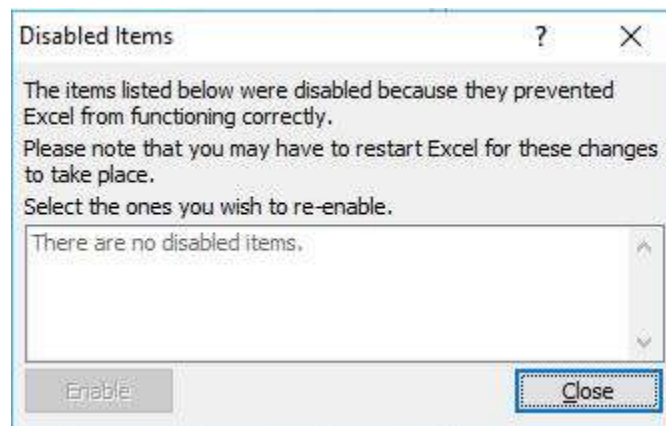 Disabled Items
?
The items listed below were disabled because they prevented
Excel from functioning correctly.
Please note that you may have to restart Excel for these changes
to take place.
Select the ones you wish to re-enable.
There are no disabled items.
Enable
Close